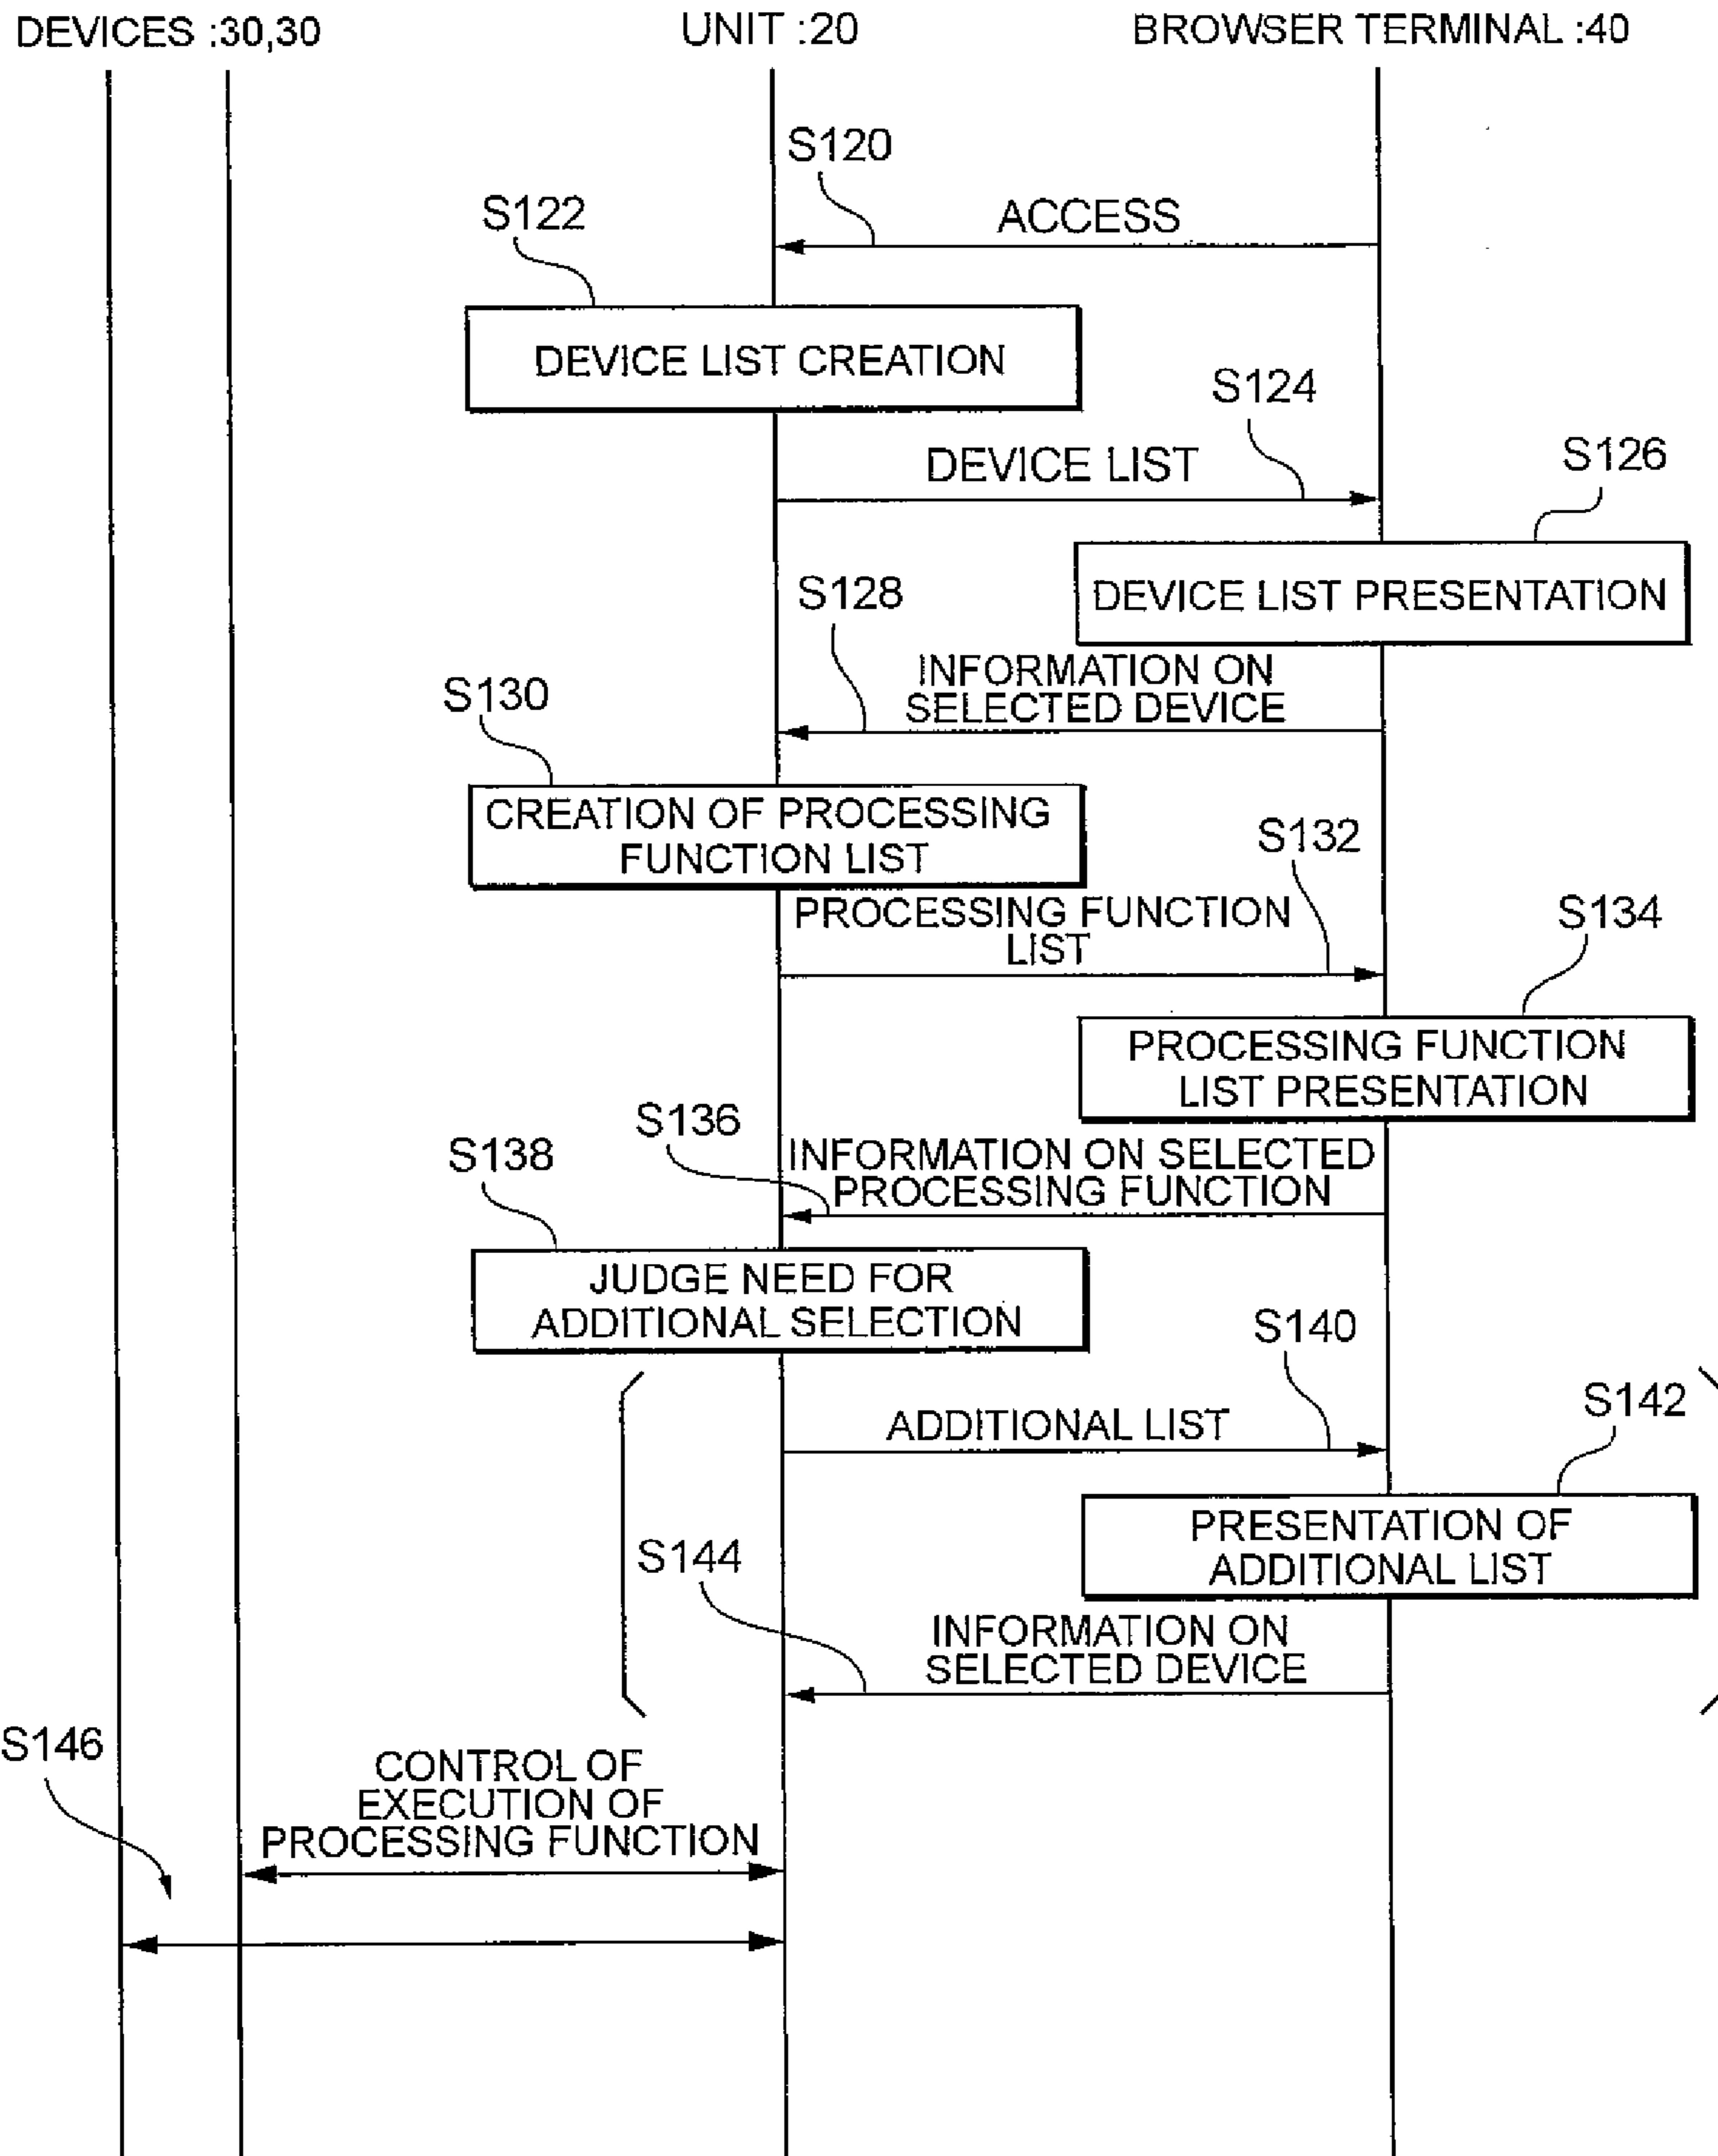 DEVICES :30,30
UNIT :20
BROWSER TERMINAL :40
S120
ACCESS
S122
DEVICE LIST CREATION
S124
DEVICE LIST
S126
DEVICE LIST PRESENTATION
S128
INFORMATION ON
SELECTED DEVICE
S130
CREATION OF PROCESSING
FUNCTION LIST
S132
PROCESSING FUNCTION
LIST
S134
PROCESSING FUNCTION
LIST PRESENTATION
S136
INFORMATION ON SELECTED
PROCESSING FUNCTION
S138
JUDGE NEED FOR
ADDITIONAL SELECTION
S140
ADDITIONAL LIST
S142
PRESENTATION OF
ADDITIONAL LIST
S144
INFORMATION ON
SELECTED DEVICE
S146
CONTROL OF
EXECUTION OF
PROCESSING FUNCTION